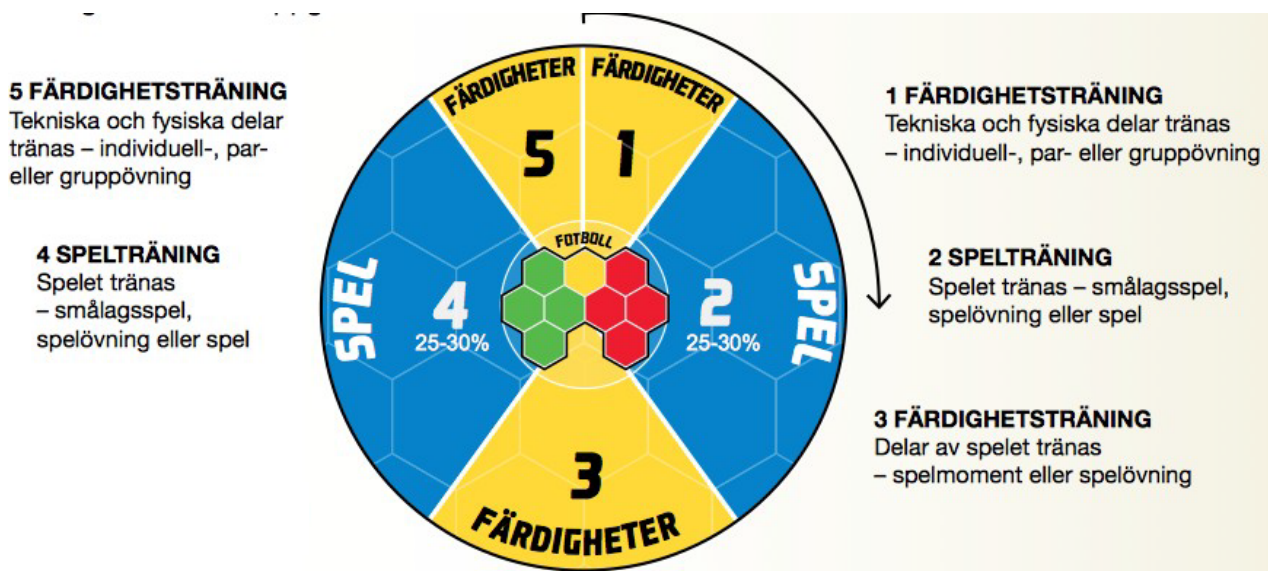 5 FÄRDIGHETSTRÄNING
Tekniska och fysiska delar
tränas – individuell-, par-
eller gruppövning
4 SPELTRÄNING
Spelet tränas
– smålagsspel,
spelövning eller spel
FÄRDIGHETER
FÄRDIGHETER
5
1
FOTBOLL
SPEL
4
25-30%
2
25-30%
SPEL
3
FÄRDIGHETER
1 FÄRDIGHETSTRÄNING
Tekniska och fysiska delar tränas
– individuell-, par- eller gruppövning
2 SPELTRÄNING
Spelet tränas – smålagsspel,
spelövning eller spel
3 FÄRDIGHETSTRÄNING
Delar av spelet tränas
– spelmoment eller spelövning